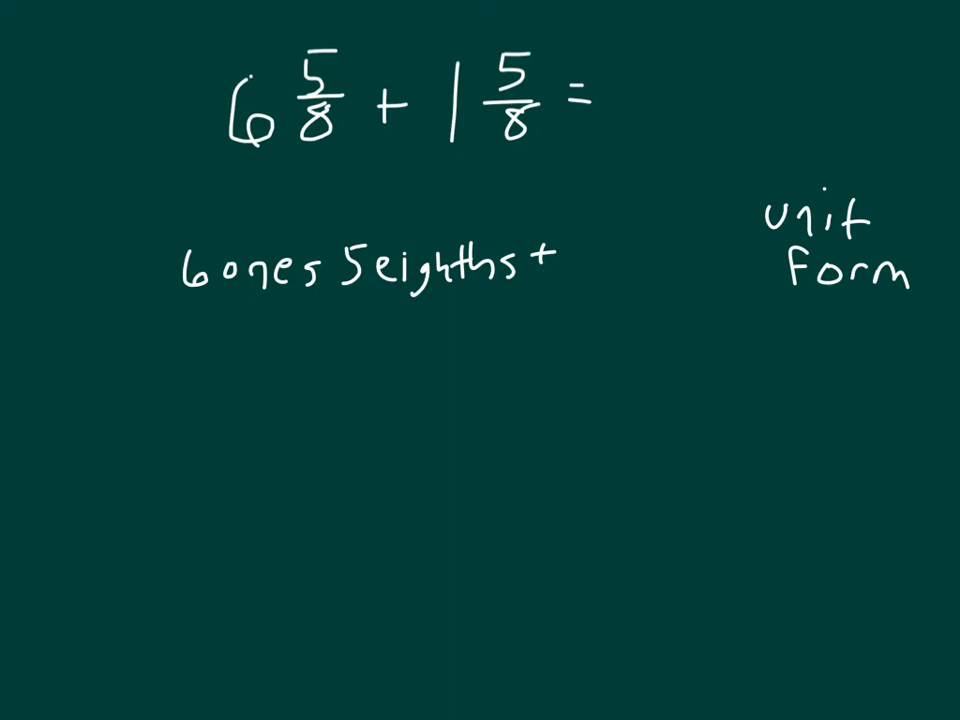 6 5/8 + 1 5/8 =
unit
form
6 ones 5 eighths +